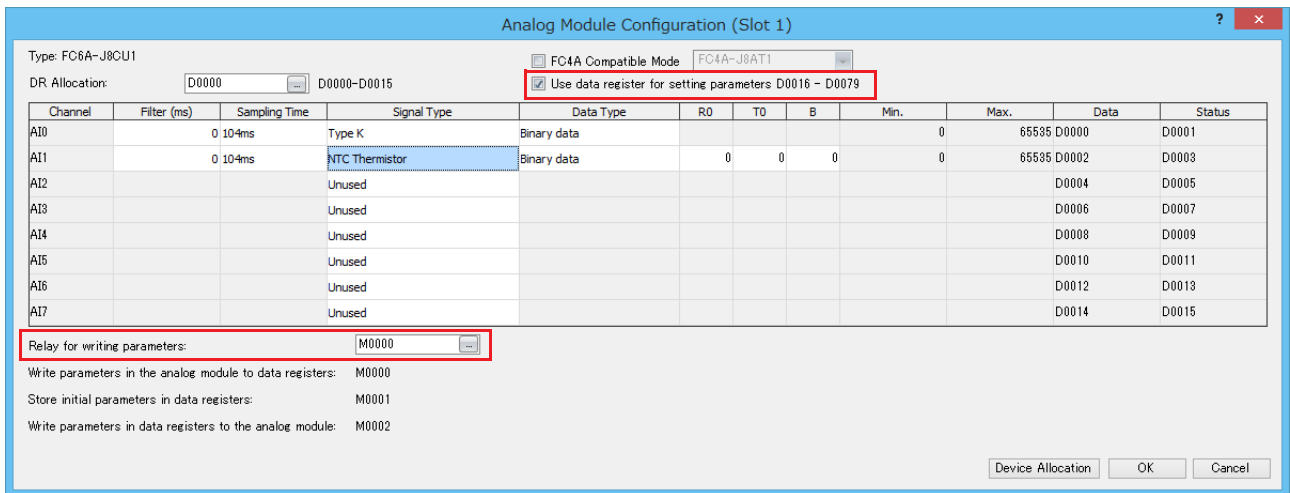 Analog Module Configuration (Slot 1)
?
×
Type: FC6A-J8CU1
FC4A Compatible Mode FC4A-J8AT1
DR Allocation: D0000 ... D0000-D0015
Use data register for setting parameters D0016 - D0079
Channel Filter (ms) Sampling Time Signal Type Data Type R0 T0 B Min. Max. Data Status
AI0 0 104ms Type K Binary data 0 65535 D0000 D0001
AI1 0 104ms NTC Thermistor Binary data 0 0 0 0 65535 D0002 D0003
AI2 Unused D0004 D0005
AI3 Unused D0006 D0007
AI4 Unused D0008 D0009
AI5 Unused D0010 D0011
AI6 Unused D0012 D0013
AI7 Unused D0014 D0015
Relay for writing parameters: M0000 ...
Write parameters in the analog module to data registers: M0000
Store initial parameters in data registers: M0001
Write parameters in data registers to the analog module: M0002
Device Allocation OK Cancel